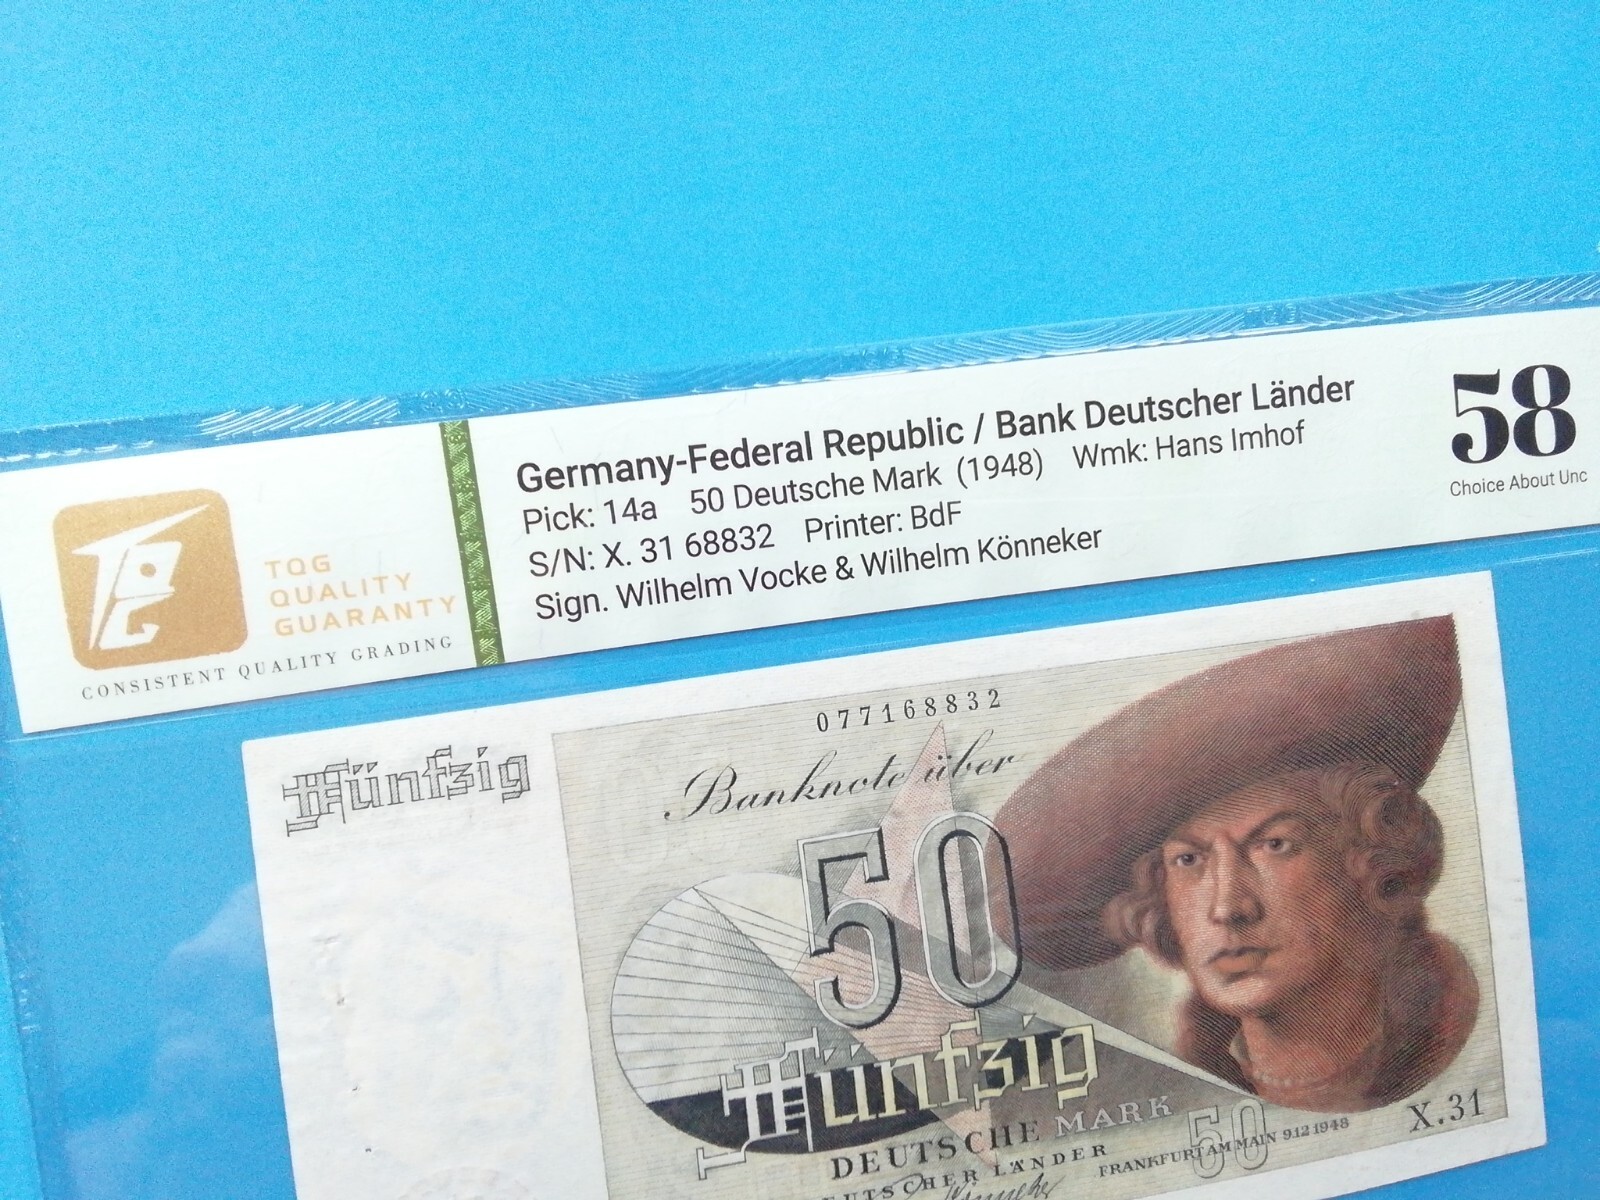 Germany-Federal Republic / Bank Deutscher Länder
Pick: 14a 50 Deutsche Mark (1948) Wmk: Hans Imhof
S/N: X. 31 68832 Printer: BdF
Sign. Wilhelm Vocke & Wilhelm Könneker
58
Choice About Unc
TQG
QUALITY
GUARANTY
CONSISTENT QUALITY GRADING
077168832
Fünfzig
Banknote über
50
Fünfzig
DEUTSCHE MARK
50
X.31
UTSCHER LÄNDER
FRANKFURT AM MAIN 9.12.1948